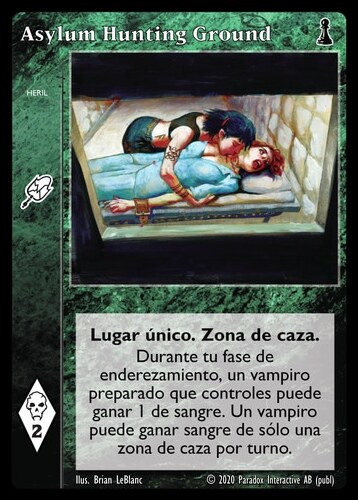 Asylum Hunting Ground
HERIL
Lugar único. Zona de caza.
Durante tu fase de
enderezamiento, un vampiro
preparado que controles puede
ganar 1 de sangre. Un vampiro
puede ganar sangre de sólo una
zona de caza por turno.
2
Ilus. Brian LeBlanc
© 2020 Paradox Interactive AB (publ)